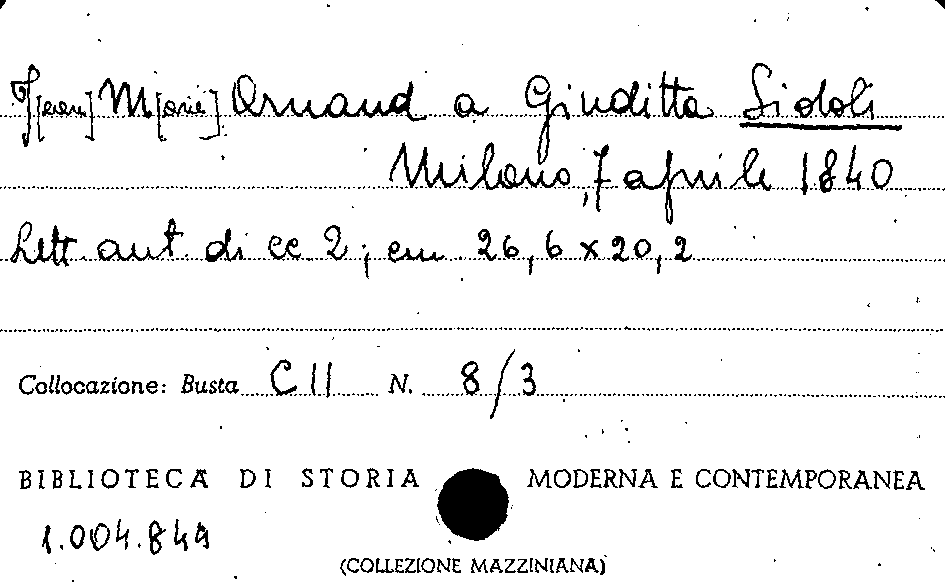 J[ean] M[arie] Arnaud a Giuditta Sidoli
Milano, 7 aprile 1840
Lett. aut. di cc. 2; cm. 26,6 x 20,2
Collocazione: Busta CII N. 8/3
BIBLIOTECA DI STORIA MODERNA E CONTEMPORANEA
1.004.849
(COLLEZIONE MAZZINIANA)